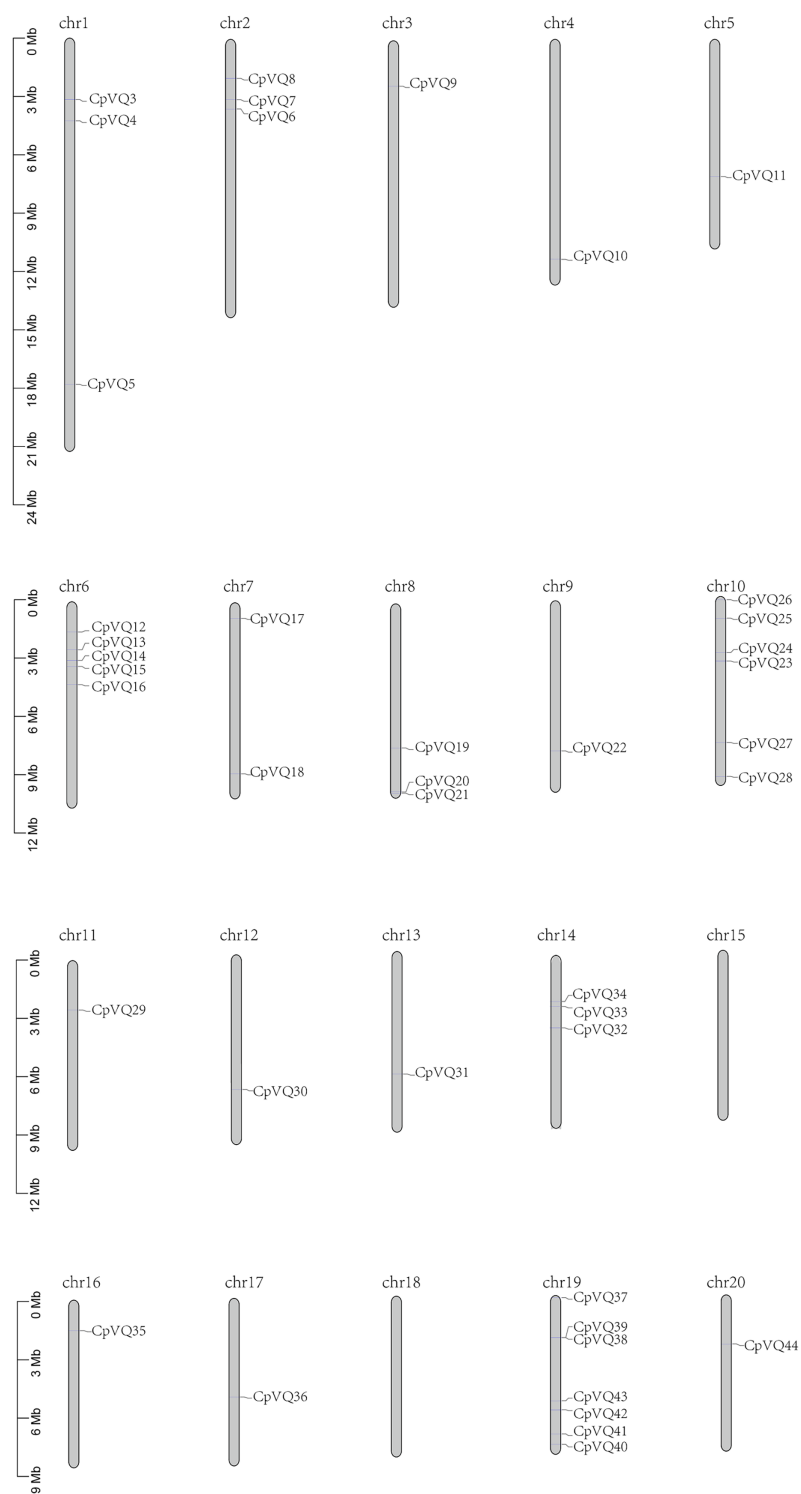 chr1 chr2 chr3 chr4 chr5
0 Mb
3 Mb
6 Mb
9 Mb
12 Mb
15 Mb
18 Mb
21 Mb
24 Mb
CpVQ3
CpVQ4
CpVQ5
CpVQ8
CpVQ7
CpVQ6
CpVQ9
CpVQ10
CpVQ11
chr6 chr7 chr8 chr9 chr10
0 Mb
3 Mb
6 Mb
9 Mb
12 Mb
CpVQ12
CpVQ13
CpVQ14
CpVQ15
CpVQ16
CpVQ17
CpVQ18
CpVQ19
CpVQ20
CpVQ21
CpVQ22
CpVQ26
CpVQ25
CpVQ24
CpVQ23
CpVQ27
CpVQ28
chr11 chr12 chr13 chr14 chr15
0 Mb
3 Mb
6 Mb
9 Mb
12 Mb
CpVQ29
CpVQ30
CpVQ31
CpVQ34
CpVQ33
CpVQ32
chr16 chr17 chr18 chr19 chr20
0 Mb
3 Mb
6 Mb
9 Mb
CpVQ35
CpVQ36
CpVQ37
CpVQ39
CpVQ38
CpVQ43
CpVQ42
CpVQ41
CpVQ40
CpVQ44